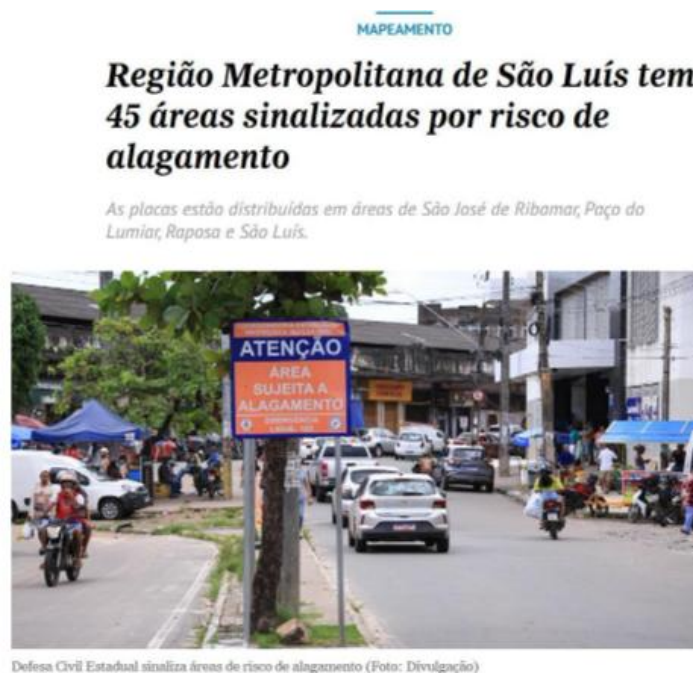 MAPEAMENTO
Região Metropolitana de São Luís tem
45 áreas sinalizadas por risco de
alagamento
As placas estão distribuídas em áreas de São José de Ribamar, Paço do
Lumiar, Raposa e São Luís.
ATENÇÃO
ÁREA
SUJEITA A
ALAGAMENTO
EMERGÊNCIA
LIGUE
Defesa Civil Estadual sinaliza áreas de risco de alagamento (Foto: Divulgação)